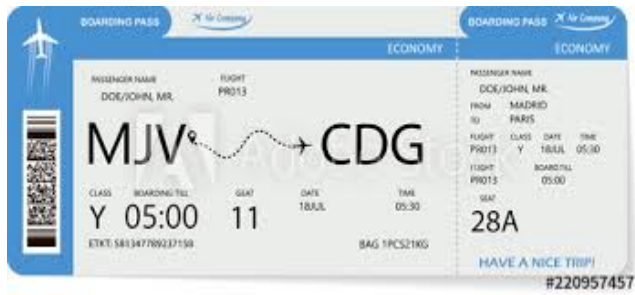 BOARDING PASS
Air Company
ECONOMY
PASSENGER NAME
FLIGHT
DOE/JOHN, MR.
PR013
MJV CDG
CLASS BOARDING TILL SEAT DATE TIME
Y 05:00 11 18JUL 05:30
ETKT: 581347789237158
BAG 1PCS21KG
BOARDING PASS
Air Company
ECONOMY
PASSENGER NAME
DOE/JOHN, MR.
FROM MADRID
TO PARIS
FLIGHT CLASS DATE TIME
PR013 Y 18JUL 05:30
FLIGHT BOARD TILL
PR013 05:00
SEAT
28A
HAVE A NICE TRIP!
#220957457